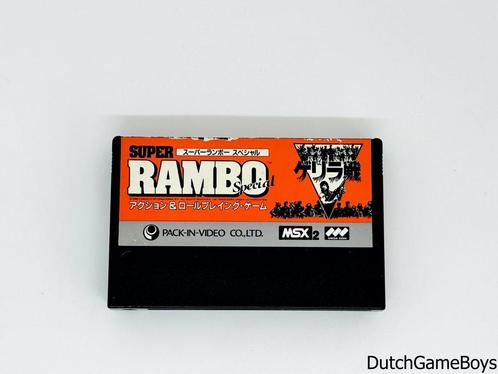 SUPER
スーパーランボー スペシャル
RAMBO
Special
アクション&ロールプレイング・ゲーム
ゲリラ戦
PACK-IN-VIDEO CO.,LTD.
MSX2
MEGA ROM
DutchGameBoys